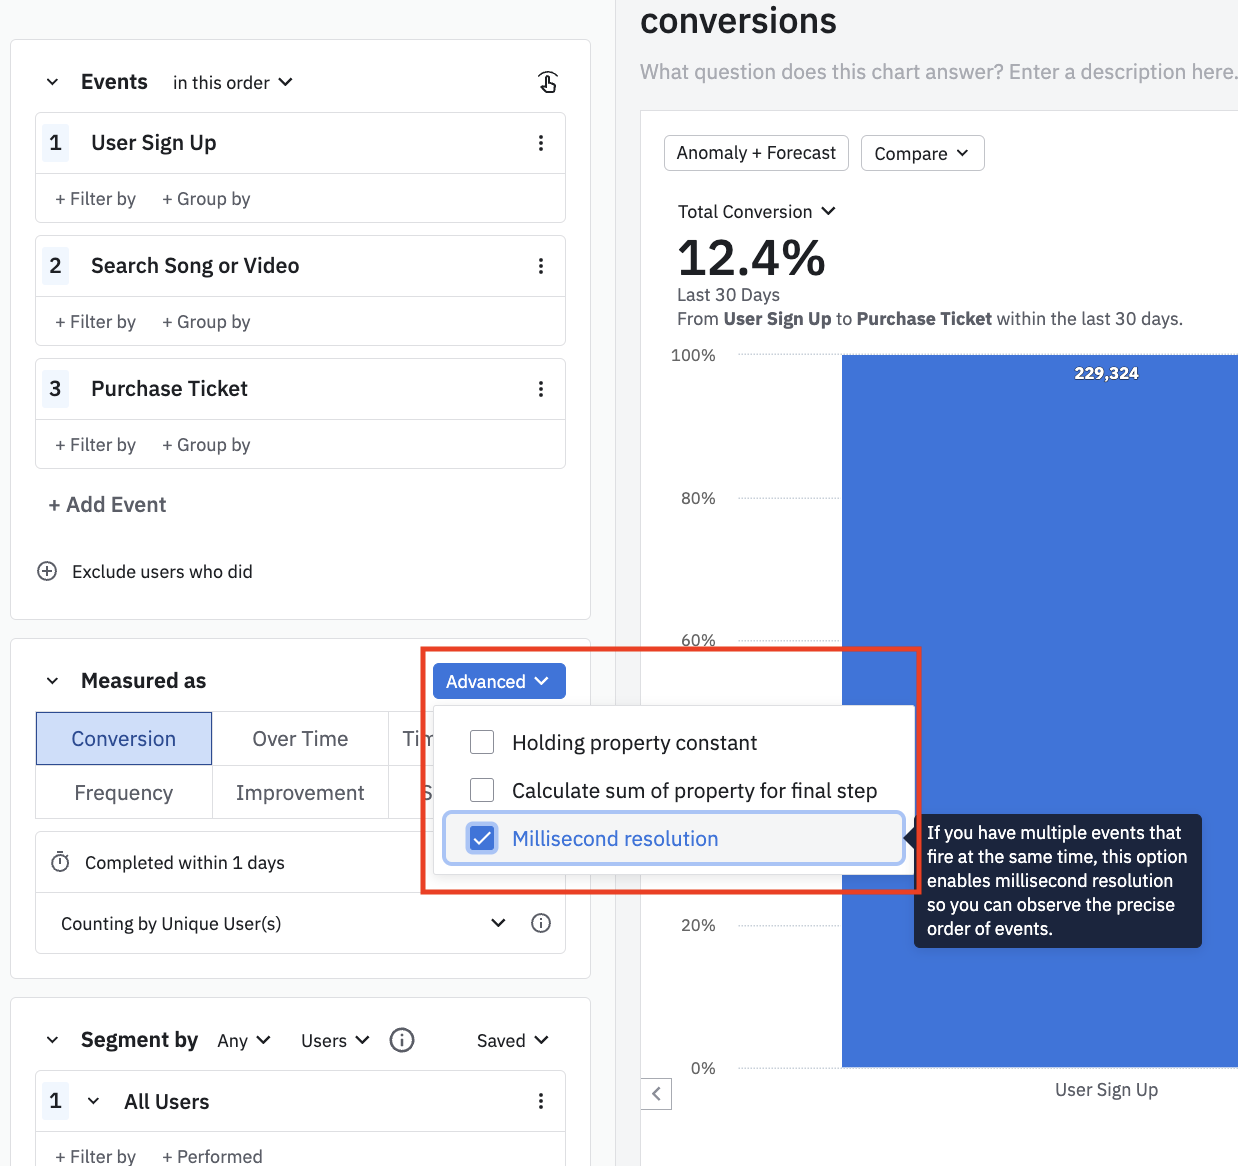 conversions
What question does this chart answer? Enter a description here.
Events in this order
1 User Sign Up
+ Filter by + Group by
2 Search Song or Video
+ Filter by + Group by
3 Purchase Ticket
+ Filter by + Group by
+ Add Event
Exclude users who did
Measured as
Advanced
Conversion Over Time Tim
Frequency Improvement S
Holding property constant
Calculate sum of property for final step
Millisecond resolution
If you have multiple events that
fire at the same time, this option
enables millisecond resolution
so you can observe the precise
order of events.
Completed within 1 days
Counting by Unique User(s)
Segment by Any Users Saved
1 All Users
+ Filter by + Performed
Anomaly + Forecast Compare
Total Conversion
12.4%
Last 30 Days
From User Sign Up to Purchase Ticket within the last 30 days.
100%
229,324
80%
60%
20%
0%
User Sign Up